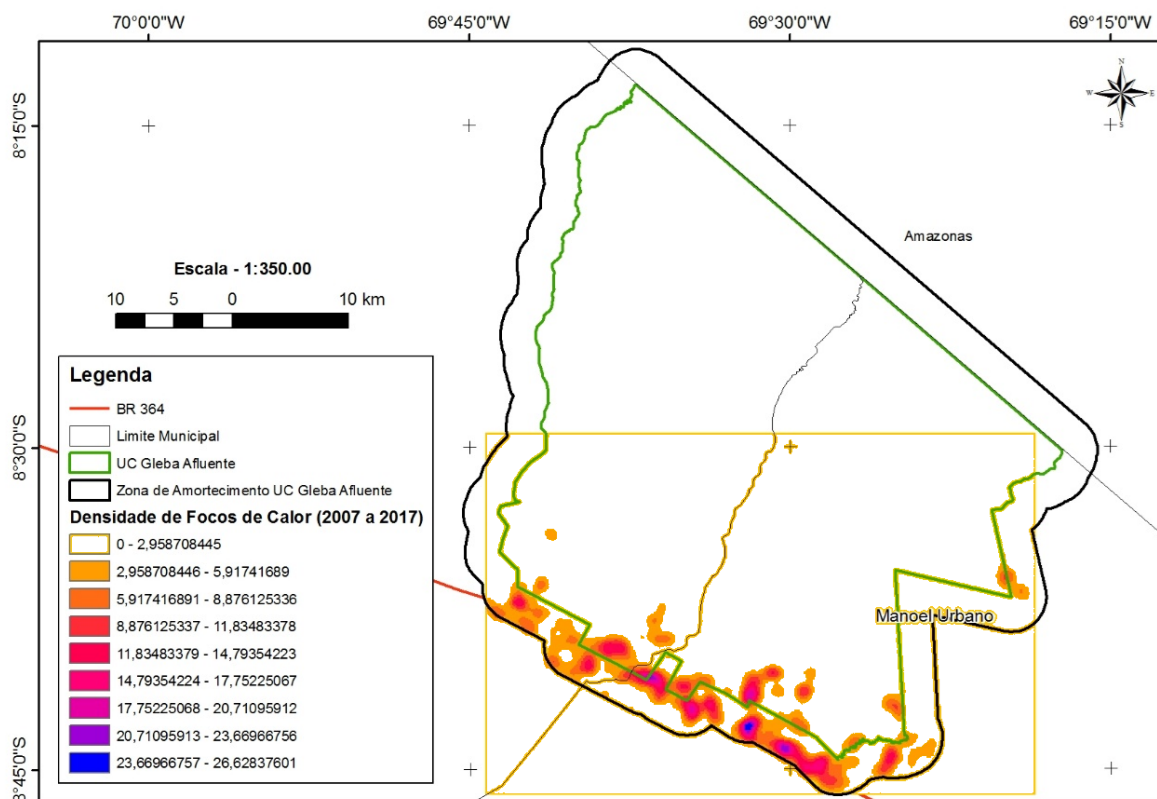 70°0'0"W 69°45'0"W 69°30'0"W 69°15'0"W
N
W E
S
8°15'0"S
Amazonas
Escala - 1:350.00
10 5 0 10 km
Legenda
BR 364
Limite Municipal
UC Gleba Afluente
Zona de Amortecimento UC Gleba Afluente
Densidade de Focos de Calor (2007 a 2017)
0 - 2,958708445
2,958708446 - 5,91741689
5,917416891 - 8,876125336
8,876125337 - 11,83483378
11,83483379 - 14,79354223
14,79354224 - 17,75225067
17,75225068 - 20,71095912
20,71095913 - 23,66966756
23,66966757 - 26,62837601
8°30'0"S
Manoel Urbano
8°45'0"S